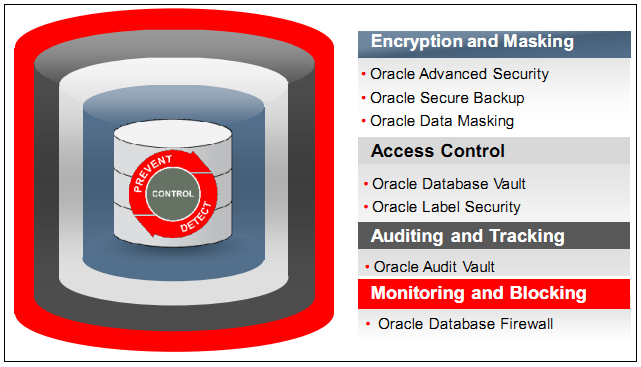 PREVENT
CONTROL
DETECT
Encryption and Masking
• Oracle Advanced Security
• Oracle Secure Backup
• Oracle Data Masking
Access Control
• Oracle Database Vault
• Oracle Label Security
Auditing and Tracking
• Oracle Audit Vault
Monitoring and Blocking
• Oracle Database Firewall